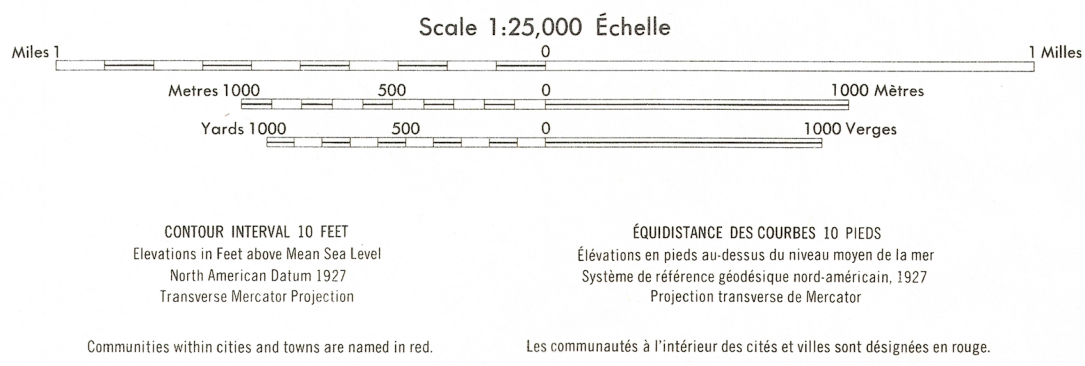 Scale 1:25,000 Échelle
Miles 1 0 1 Milles
Metres 1000 500 0 1000 Mètres
Yards 1000 500 0 1000 Verges
CONTOUR INTERVAL 10 FEET
Elevations in Feet above Mean Sea Level
North American Datum 1927
Transverse Mercator Projection
Communities within cities and towns are named in red.
ÉQUIDISTANCE DES COURBES 10 PIEDS
Élévations en pieds au-dessus du niveau moyen de la mer
Système de référence géodésique nord-américain, 1927
Projection transverse de Mercator
Les communautés à l'intérieur des cités et villes sont désignées en rouge.